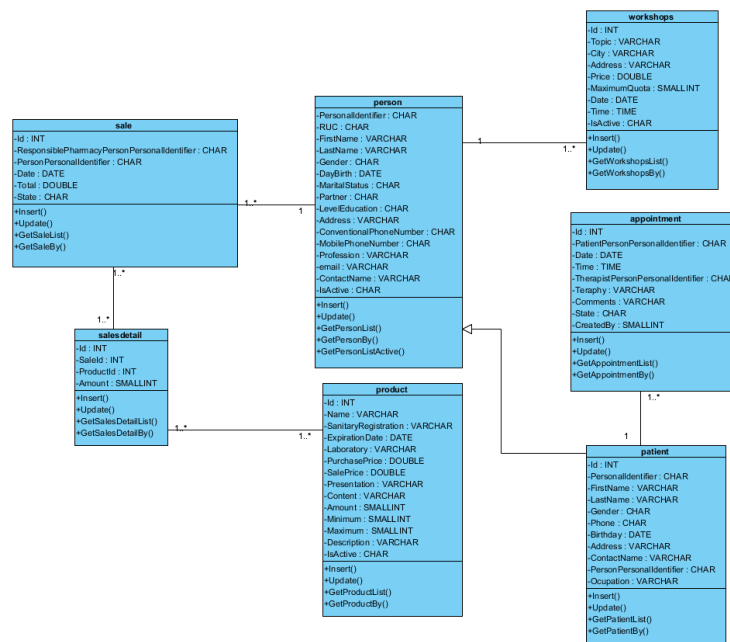 workshops
-Id : INT
-Topic : VARCHAR
-City : VARCHAR
-Address : VARCHAR
-Price : DOUBLE
-MaximumQuota : SMALLINT
-Date : DATE
-Time : TIME
-IsActive : CHAR
+Insert()
+Update()
+GetWorkshopsList()
+GetWorkshopsBy()
person
-PersonalIdentifier : CHAR
-RUC : CHAR
-FirstName : VARCHAR
-LastName : VARCHAR
-Gender : CHAR
-DayBirth : DATE
-MaritalStatus : CHAR
-Partner : CHAR
-LevelEducation : CHAR
-Address : VARCHAR
-ConventionalPhoneNumber : CHAR
-MobilePhoneNumber : CHAR
-Profession : VARCHAR
-email : VARCHAR
-ContactName : VARCHAR
-IsActive : CHAR
+Insert()
+Update()
+GetPersonList()
+GetPersonBy()
+GetPersonListActive()
1
1..*
sale
-Id : INT
-ResponsiblePharmacyPersonPersonalIdentifier : CHAR
-PersonPersonalIdentifier : CHAR
-Date : DATE
-Total : DOUBLE
-State : CHAR
+Insert()
+Update()
+GetSaleList()
+GetSaleBy()
1..*
1
1..*
1..*
appointment
-Id : INT
-PatientPersonPersonalIdentifier : CHAR
-Date : DATE
-Time : TIME
-TherapistPersonPersonalIdentifier : CHAR
-Teraphy : VARCHAR
-Comments : VARCHAR
-State : CHAR
-CreatedBy : SMALLINT
+Insert()
+Update()
+GetAppointmentList()
+GetAppointmentBy()
1..*
1
salesdetail
-Id : INT
-SaleId : INT
-ProductId : INT
-Amount : SMALLINT
+Insert()
+Update()
+GetSalesDetailList()
+GetSalesDetailBy()
1..*
1..*
product
-Id : INT
-Name : VARCHAR
-SanitaryRegistration : VARCHAR
-ExpirationDate : DATE
-Laboratory : VARCHAR
-PurchasePrice : DOUBLE
-SalePrice : DOUBLE
-Presentation : VARCHAR
-Content : VARCHAR
-Amount : SMALLINT
-Minimum : SMALLINT
-Maximum : SMALLINT
-Description : VARCHAR
-IsActive : CHAR
+Insert()
+Update()
+GetProductList()
+GetProductBy()
patient
-Id : INT
-PersonalIdentifier : CHAR
-FirstName : VARCHAR
-LastName : VARCHAR
-Gender : CHAR
-Phone : CHAR
-Birthday : DATE
-Address : VARCHAR
-ContactName : VARCHAR
-PersonPersonalIdentifier : CHAR
-Ocupation : VARCHAR
+Insert()
+Update()
+GetPatientList()
+GetPatientBy()